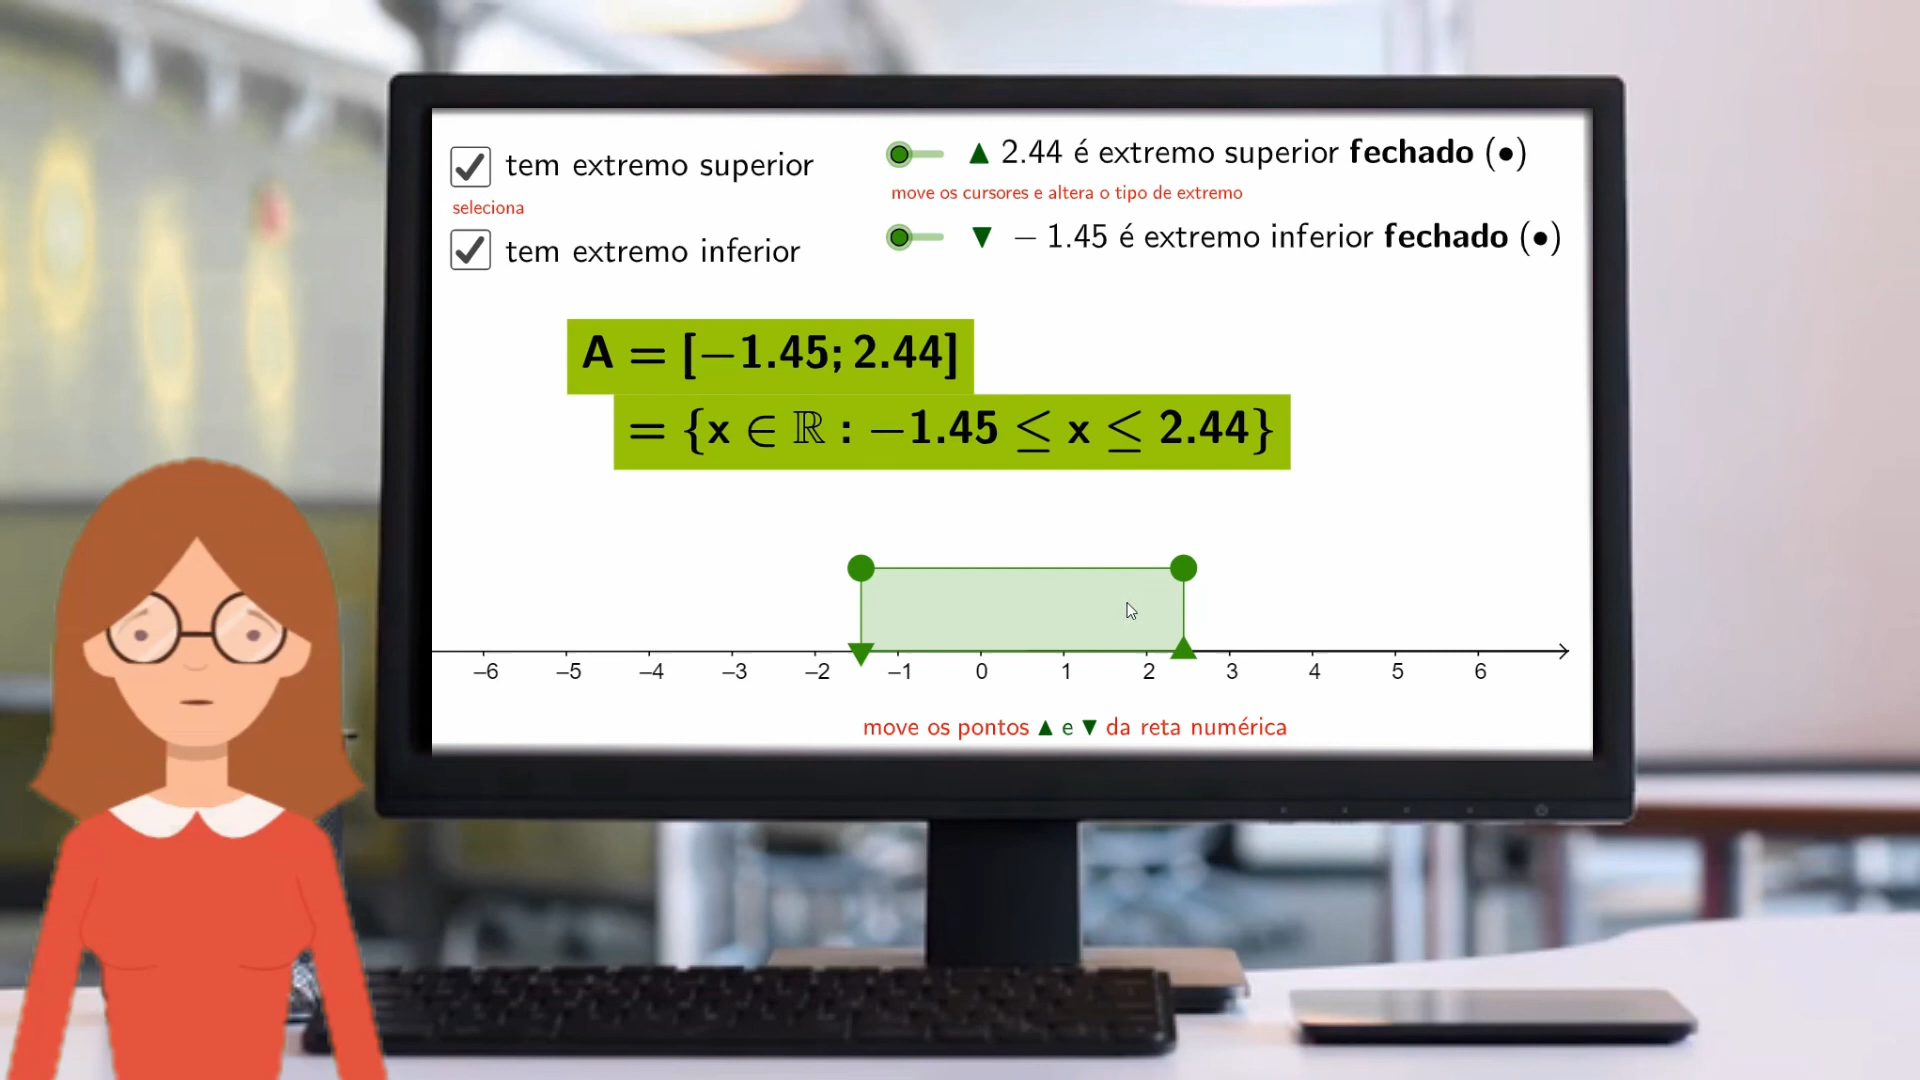 tem extremo superior
▲ 2.44 é extremo superior fechado (•)
seleciona
move os cursores e altera o tipo de extremo
tem extremo inferior
▼ − 1.45 é extremo inferior fechado (•)
A = [−1.45; 2.44]
= {x ∈ ℝ : −1.45 ≤ x ≤ 2.44}
–6 –5 –4 –3 –2 –1 0 1 2 3 4 5 6
move os pontos ▲ e ▼ da reta numérica